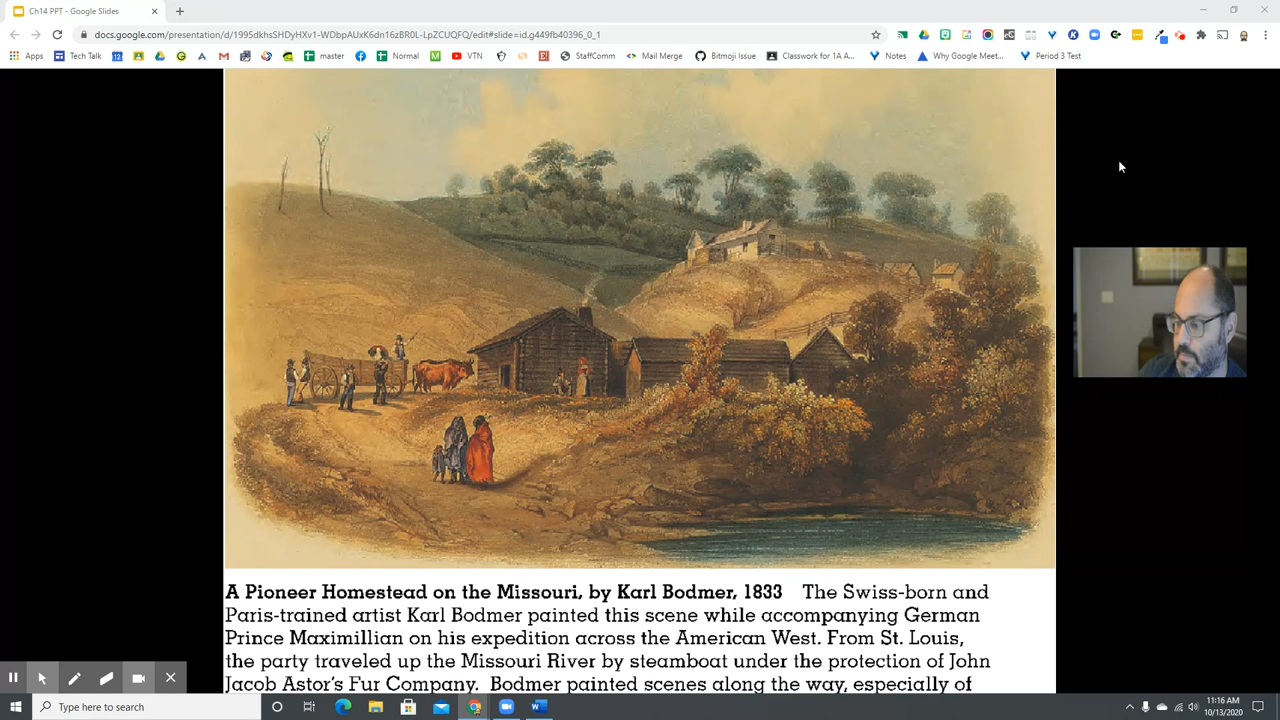 Ch14 PPT - Google Slides
docs.google.com/presentation/d/1995dkhsSHDyHXv1-WDbpAUxK6dn16zBR0L-LpZCUQFQ/edit#slide=id.g449fb40396_0_1
Apps Tech Talk master Normal VTN StaffComm Mail Merge Bitmoji Issue Classwork for 1A A... Notes Why Google Meet... Period 3 Test
A Pioneer Homestead on the Missouri, by Karl Bodmer, 1833 The Swiss-born and
Paris-trained artist Karl Bodmer painted this scene while accompanying German
Prince Maximillian on his expedition across the American West. From St. Louis,
the party traveled up the Missouri River by steamboat under the protection of John
Jacob Astor's Fur Company. Bodmer painted scenes along the way, especially of
Type here to search
11:16 AM
10/13/2020